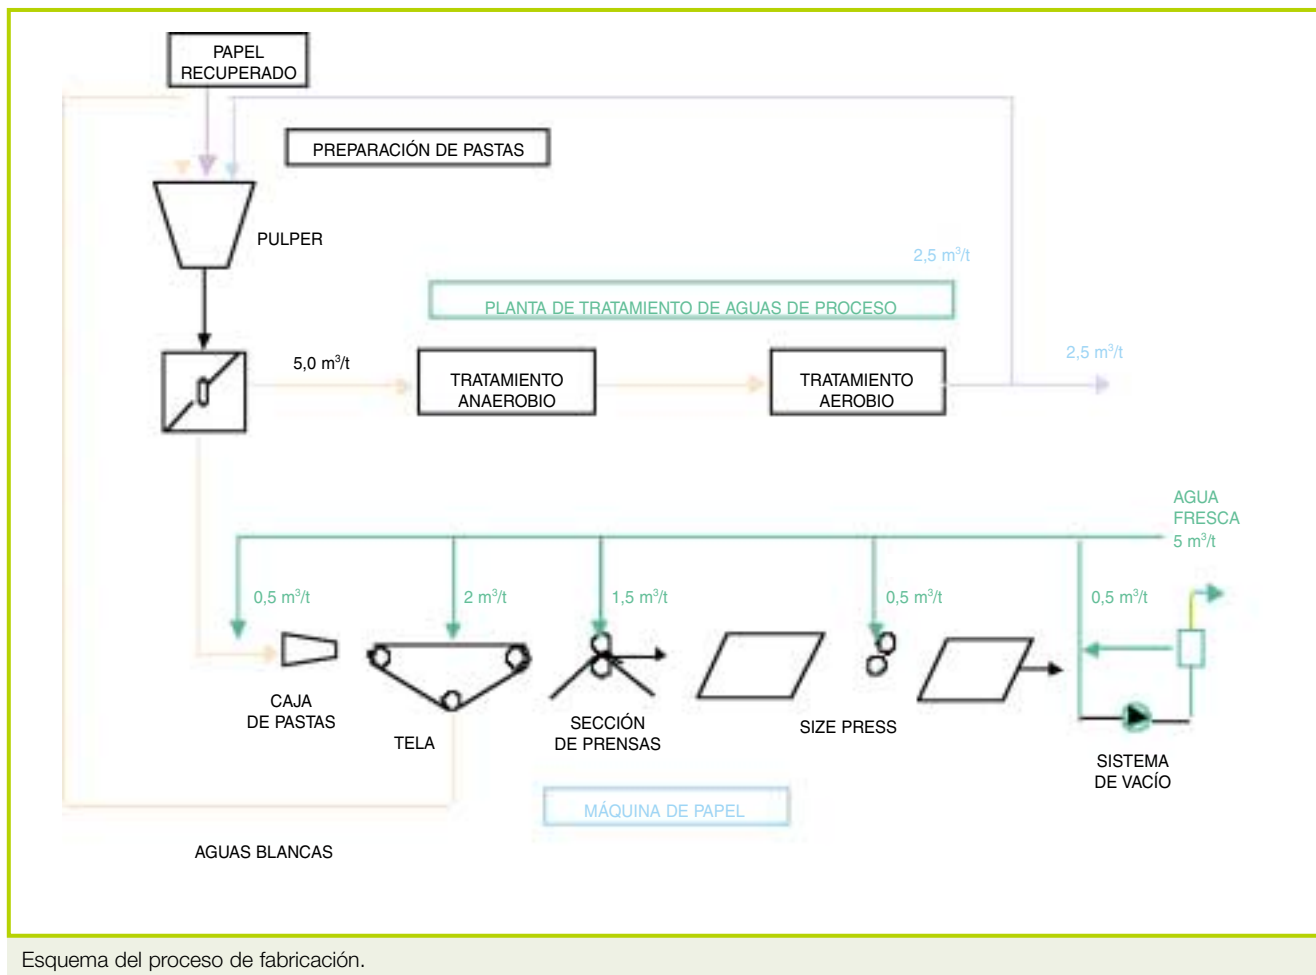 PAPEL
RECUPERADO
PREPARACIÓN DE PASTAS
PULPER
2,5 m³/t
PLANTA DE TRATAMIENTO DE AGUAS DE PROCESO
5,0 m³/t
TRATAMIENTO
ANAEROBIO
TRATAMIENTO
AEROBIO
2,5 m³/t
AGUA
FRESCA
5 m³/t
0,5 m³/t
2 m³/t
1,5 m³/t
0,5 m³/t
0,5 m³/t
CAJA
DE PASTAS
TELA
SECCIÓN
DE PRENSAS
SIZE PRESS
SISTEMA
DE VACÍO
MÁQUINA DE PAPEL
AGUAS BLANCAS
Esquema del proceso de fabricación.